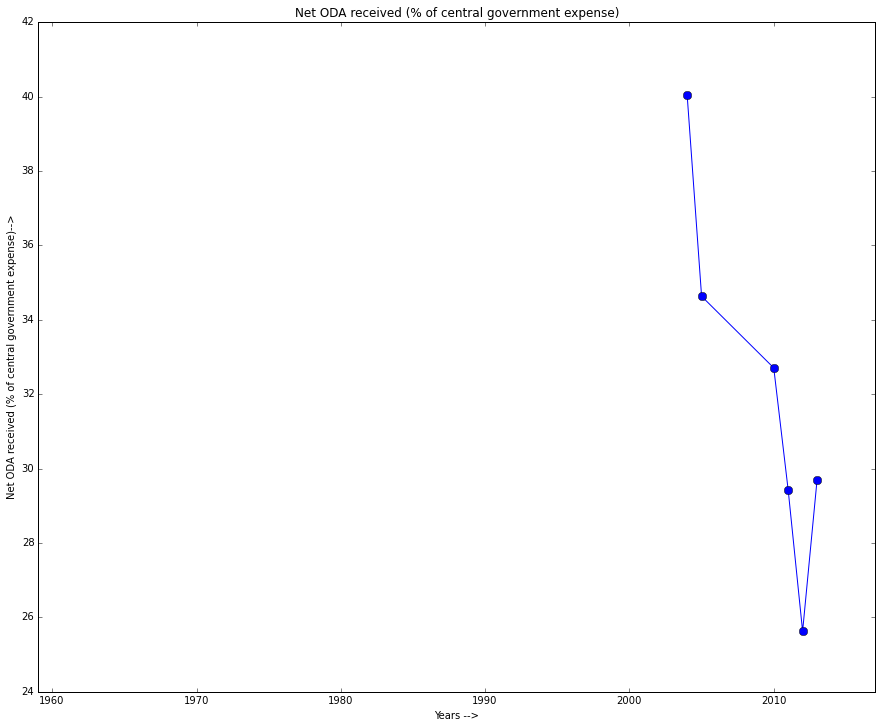 Net ODA received (% of central government expense)
42
40
38
36
34
32
30
28
26
24
Net ODA received (% of central government expense)-->
1960 1970 1980 1990 2000 2010
Years -->